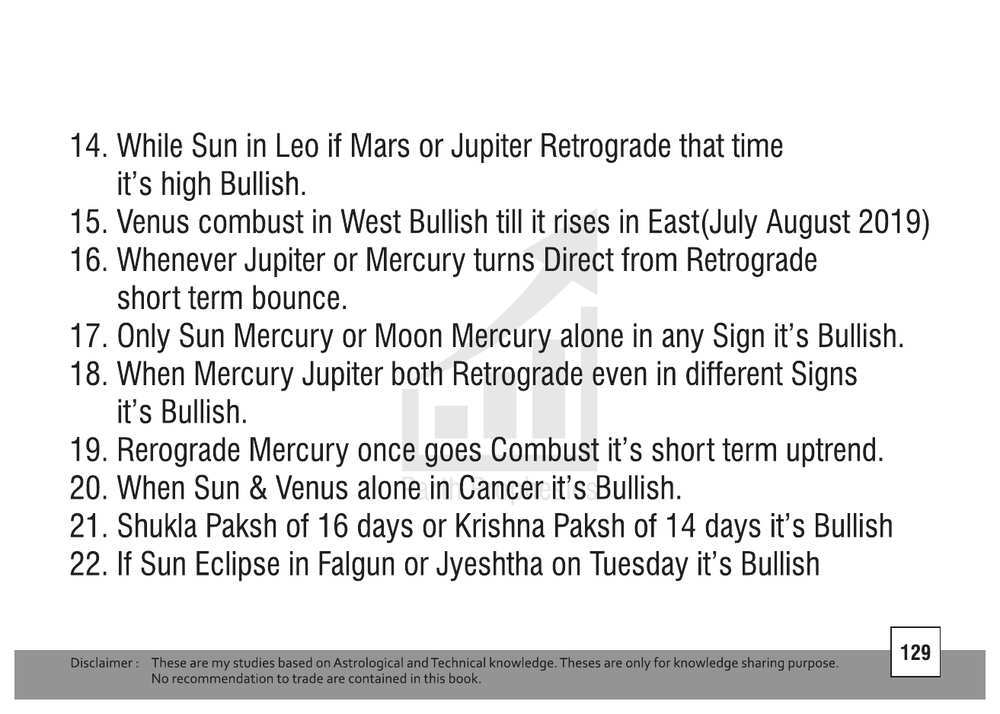 14. While Sun in Leo if Mars or Jupiter Retrograde that time
it's high Bullish.
15. Venus combust in West Bullish till it rises in East(July August 2019)
16. Whenever Jupiter or Mercury turns Direct from Retrograde
short term bounce.
17. Only Sun Mercury or Moon Mercury alone in any Sign it's Bullish.
18. When Mercury Jupiter both Retrograde even in different Signs
it's Bullish.
19. Rerograde Mercury once goes Combust it's short term uptrend.
20. When Sun & Venus alone in Cancer it's Bullish.
21. Shukla Paksh of 16 days or Krishna Paksh of 14 days it's Bullish
22. If Sun Eclipse in Falgun or Jyeshtha on Tuesday it's Bullish
Disclaimer : These are my studies based on Astrological and Technical knowledge. Theses are only for knowledge sharing purpose.
No recommendation to trade are contained in this book.
129